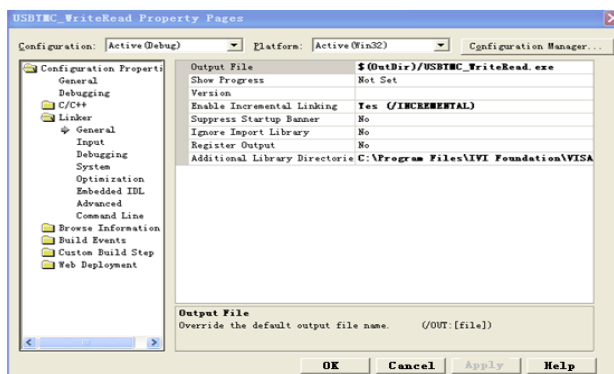 USBTMC_WriteRead Property Pages
Configuration: Active(Debug) Platform: Active(Win32) Configuration Manager...
Configuration Properti
General
Debugging
C/C++
Linker
General
Input
Debugging
System
Optimization
Embedded IDL
Advanced
Command Line
Browse Information
Build Events
Custom Build Step
Web Deployment
Output File $(OutDir)/USBTMC_WriteRead.exe
Show Progress Not Set
Version
Enable Incremental Linking Yes (/INCREMENTAL)
Suppress Startup Banner No
Ignore Import Library No
Register Output No
Additional Library Directorie C:\Program Files\IVI Foundation\VISA
Output File
Override the default output file name. (/OUT:[file])
OK Cancel Apply Help